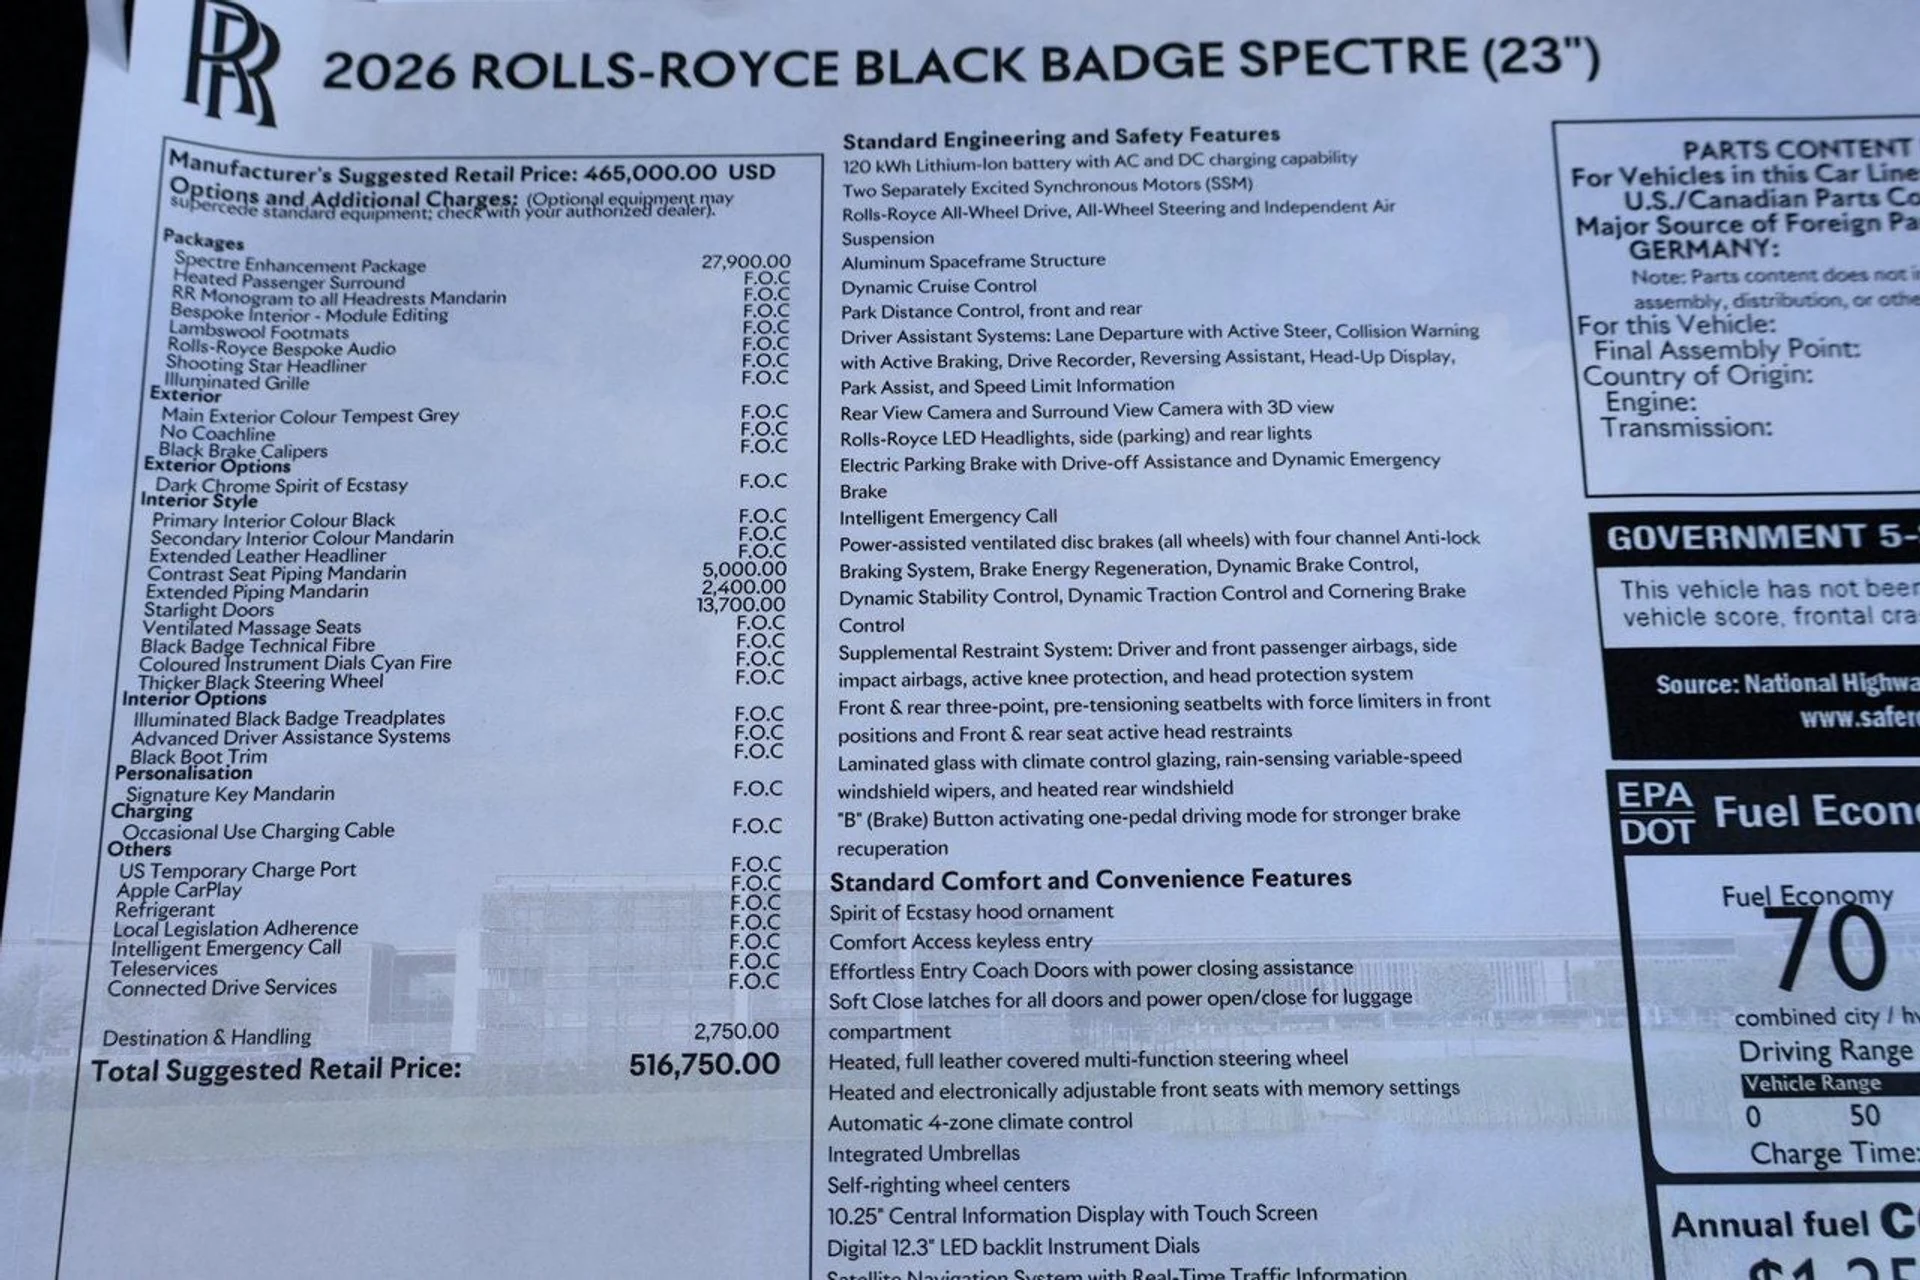 RR
2026 ROLLS-ROYCE BLACK BADGE SPECTRE (23")
Manufacturer's Suggested Retail Price: 465,000.00 USD
Options and Additional Charges: (Optional equipment may
supercede standard equipment; check with your authorized dealer).
Packages
Spectre Enhancement Package 27,900.00
Heated Passenger Surround F.O.C
RR Monogram to all Headrests Mandarin F.O.C
Bespoke Interior - Module Editing F.O.C
Lambswool Footmats F.O.C
Rolls-Royce Bespoke Audio F.O.C
Shooting Star Headliner F.O.C
Illuminated Grille F.O.C
Exterior
Main Exterior Colour Tempest Grey F.O.C
No Coachline F.O.C
Black Brake Calipers F.O.C
Exterior Options
Dark Chrome Spirit of Ecstasy F.O.C
Interior Style
Primary Interior Colour Black F.O.C
Secondary Interior Colour Mandarin F.O.C
Extended Leather Headliner F.O.C
Contrast Seat Piping Mandarin 5,000.00
Extended Piping Mandarin 2,400.00
Starlight Doors 13,700.00
Ventilated Massage Seats F.O.C
Black Badge Technical Fibre F.O.C
Coloured Instrument Dials Cyan Fire F.O.C
Thicker Black Steering Wheel F.O.C
Interior Options
Illuminated Black Badge Treadplates F.O.C
Advanced Driver Assistance Systems F.O.C
Black Boot Trim F.O.C
Personalisation
Signature Key Mandarin F.O.C
Charging
Occasional Use Charging Cable F.O.C
Others
US Temporary Charge Port F.O.C
Apple CarPlay F.O.C
Refrigerant F.O.C
Local Legislation Adherence F.O.C
Intelligent Emergency Call F.O.C
Teleservices F.O.C
Connected Drive Services F.O.C
Destination & Handling 2,750.00
Total Suggested Retail Price: 516,750.00
Standard Engineering and Safety Features
120 kWh Lithium-Ion battery with AC and DC charging capability
Two Separately Excited Synchronous Motors (SSM)
Rolls-Royce All-Wheel Drive, All-Wheel Steering and Independent Air
Suspension
Aluminum Spaceframe Structure
Dynamic Cruise Control
Park Distance Control, front and rear
Driver Assistant Systems: Lane Departure with Active Steer, Collision Warning
with Active Braking, Drive Recorder, Reversing Assistant, Head-Up Display,
Park Assist, and Speed Limit Information
Rear View Camera and Surround View Camera with 3D view
Rolls-Royce LED Headlights, side (parking) and rear lights
Electric Parking Brake with Drive-off Assistance and Dynamic Emergency
Brake
Intelligent Emergency Call
Power-assisted ventilated disc brakes (all wheels) with four channel Anti-lock
Braking System, Brake Energy Regeneration, Dynamic Brake Control,
Dynamic Stability Control, Dynamic Traction Control and Cornering Brake
Control
Supplemental Restraint System: Driver and front passenger airbags, side
impact airbags, active knee protection, and head protection system
Front & rear three-point, pre-tensioning seatbelts with force limiters in front
positions and Front & rear seat active head restraints
Laminated glass with climate control glazing, rain-sensing variable-speed
windshield wipers, and heated rear windshield
"B" (Brake) Button activating one-pedal driving mode for stronger brake
recuperation
Standard Comfort and Convenience Features
Spirit of Ecstasy hood ornament
Comfort Access keyless entry
Effortless Entry Coach Doors with power closing assistance
Soft Close latches for all doors and power open/close for luggage
compartment
Heated, full leather covered multi-function steering wheel
Heated and electronically adjustable front seats with memory settings
Automatic 4-zone climate control
Integrated Umbrellas
Self-righting wheel centers
10.25" Central Information Display with Touch Screen
Digital 12.3" LED backlit Instrument Dials
Satellite Navigation System with Real-Time Traffic Information
PARTS CONTENT
For Vehicles in this Car Line
U.S./Canadian Parts Co
Major Source of Foreign Pa
GERMANY:
Note: Parts content does not i
assembly, distribution, or othe
For this Vehicle:
Final Assembly Point:
Country of Origin:
Engine:
Transmission:
GOVERNMENT 5-
This vehicle has not been
vehicle score, frontal cra
Source: National Highwa
www.safer
EPA
DOT
Fuel Econ
Fuel Economy
70
combined city / h
Driving Range
Vehicle Range
0 50
Charge Time:
Annual fuel C